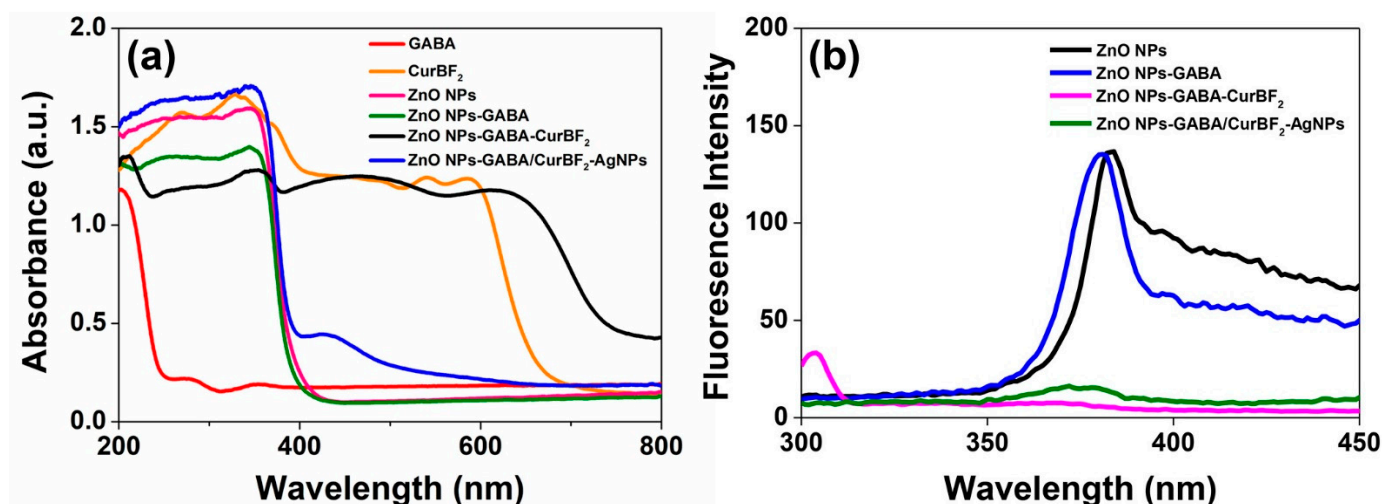 (a)
GABA
CurBF₂
ZnO NPs
ZnO NPs-GABA
ZnO NPs-GABA-CurBF₂
ZnO NPs-GABA/CurBF₂-AgNPs
Absorbance (a.u.)
2.0
1.5
1.0
0.5
0.0
200
400
600
800
Wavelength (nm)
(b)
ZnO NPs
ZnO NPs-GABA
ZnO NPs-GABA-CurBF₂
ZnO NPs-GABA/CurBF₂-AgNPs
Fluoresence Intensity
200
150
100
50
0
300
350
400
450
Wavelength (nm)